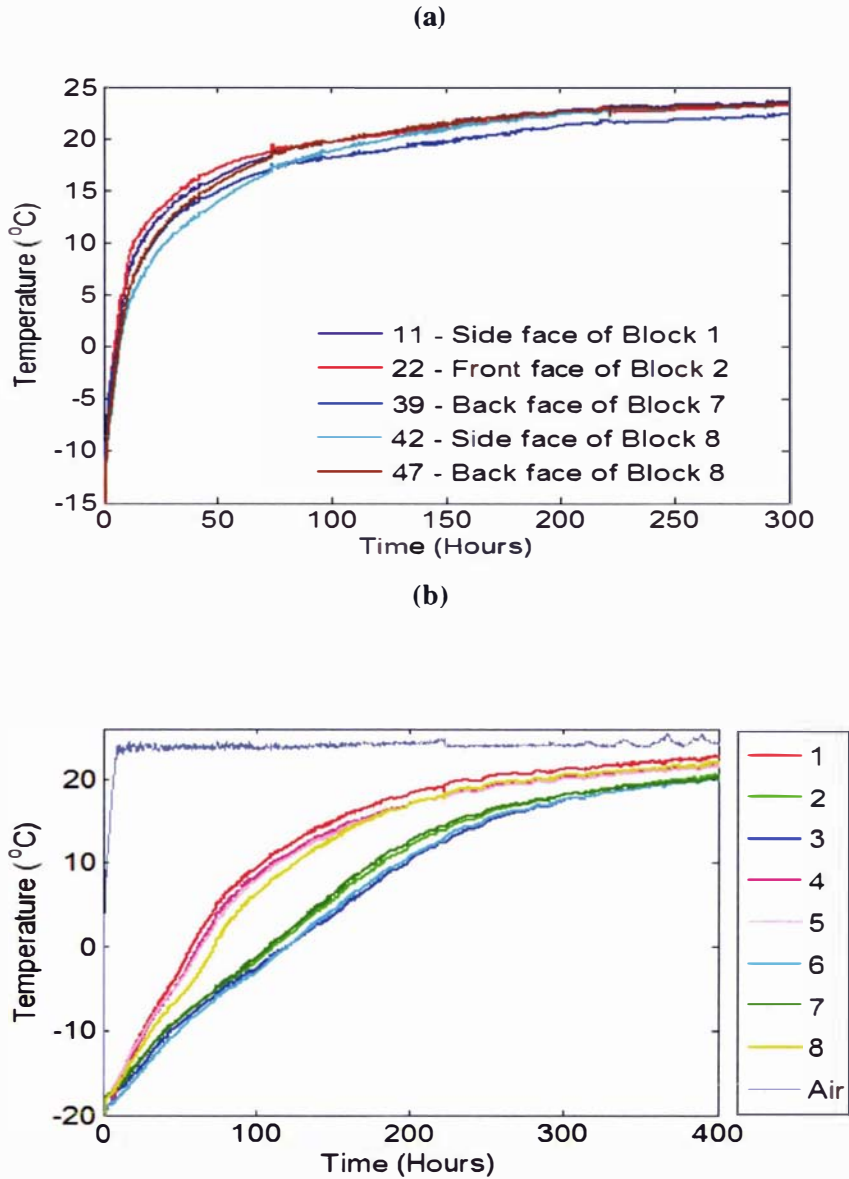 (a)
25
20
15
10
5
0
-5
-10
-15
Temperature (⁰C)
11 - Side face of Block 1
22 - Front face of Block 2
39 - Back face of Block 7
42 - Side face of Block 8
47 - Back face of Block 8
0 50 100 150 200 250 300
Time (Hours)
(b)
20
10
0
-10
-20
Temperature (⁰C)
1
2
3
4
5
6
7
8
Air
0 100 200 300 400
Time (Hours)